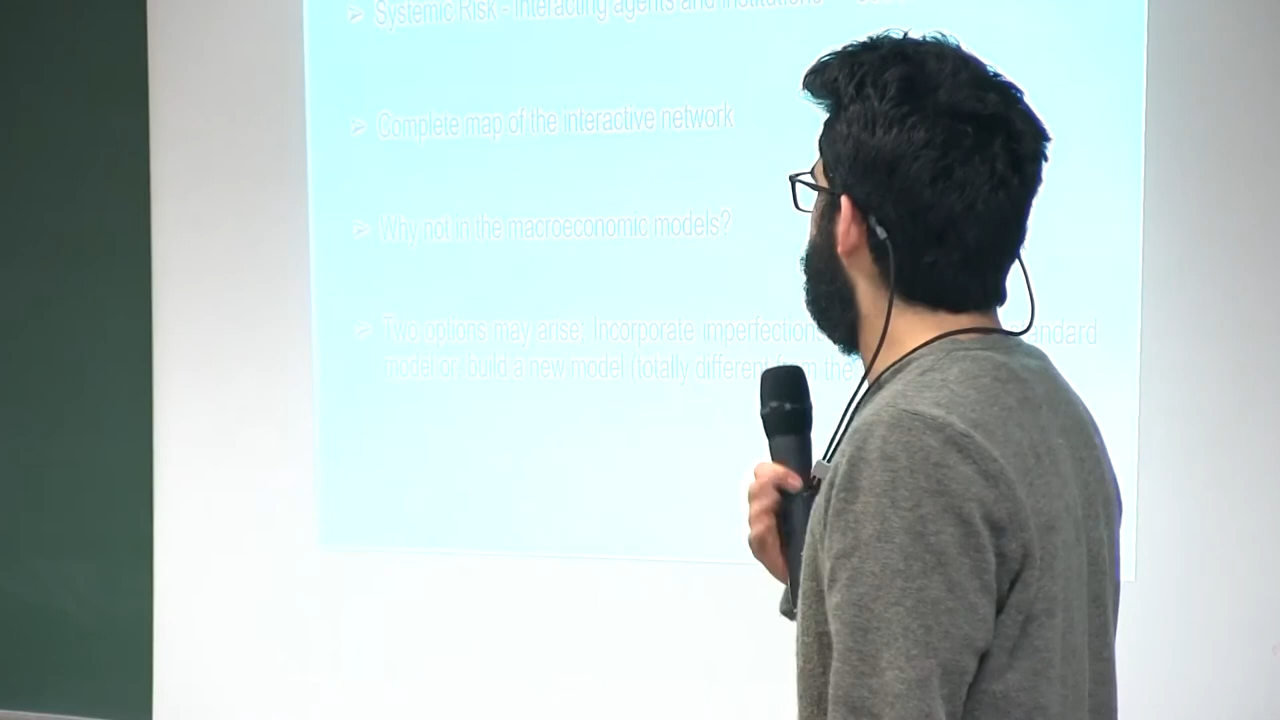 ➢ Systemic Risk - interacting agents and institutions
➢ Complete map of the interactive network
➢ Why not in the macroeconomic models?
➢ Two options may arise; Incorporate imperfection andard
model or, build a new model (totally different from the